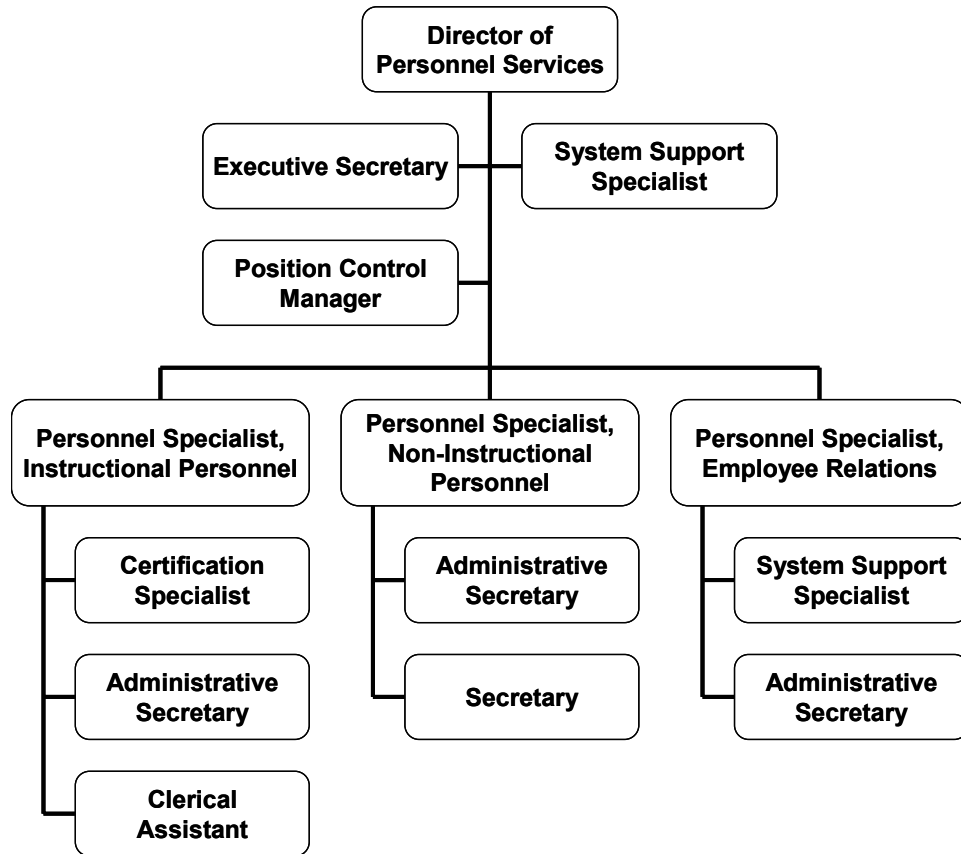 Director of
Personnel Services
Executive Secretary
System Support
Specialist
Position Control
Manager
Personnel Specialist,
Instructional Personnel
Personnel Specialist,
Non-Instructional
Personnel
Personnel Specialist,
Employee Relations
Certification
Specialist
Administrative
Secretary
System Support
Specialist
Administrative
Secretary
Secretary
Administrative
Secretary
Clerical
Assistant